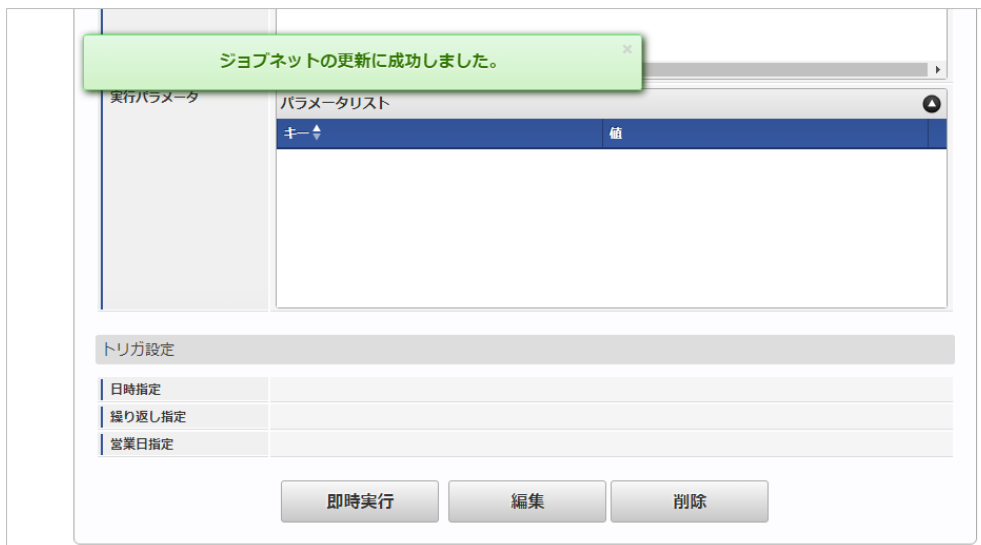 ジョブネットの更新に成功しました。 ×
実行パラメータ
パラメータリスト
キー 値
トリガ設定
日時指定
繰り返し指定
営業日指定
即時実行 編集 削除